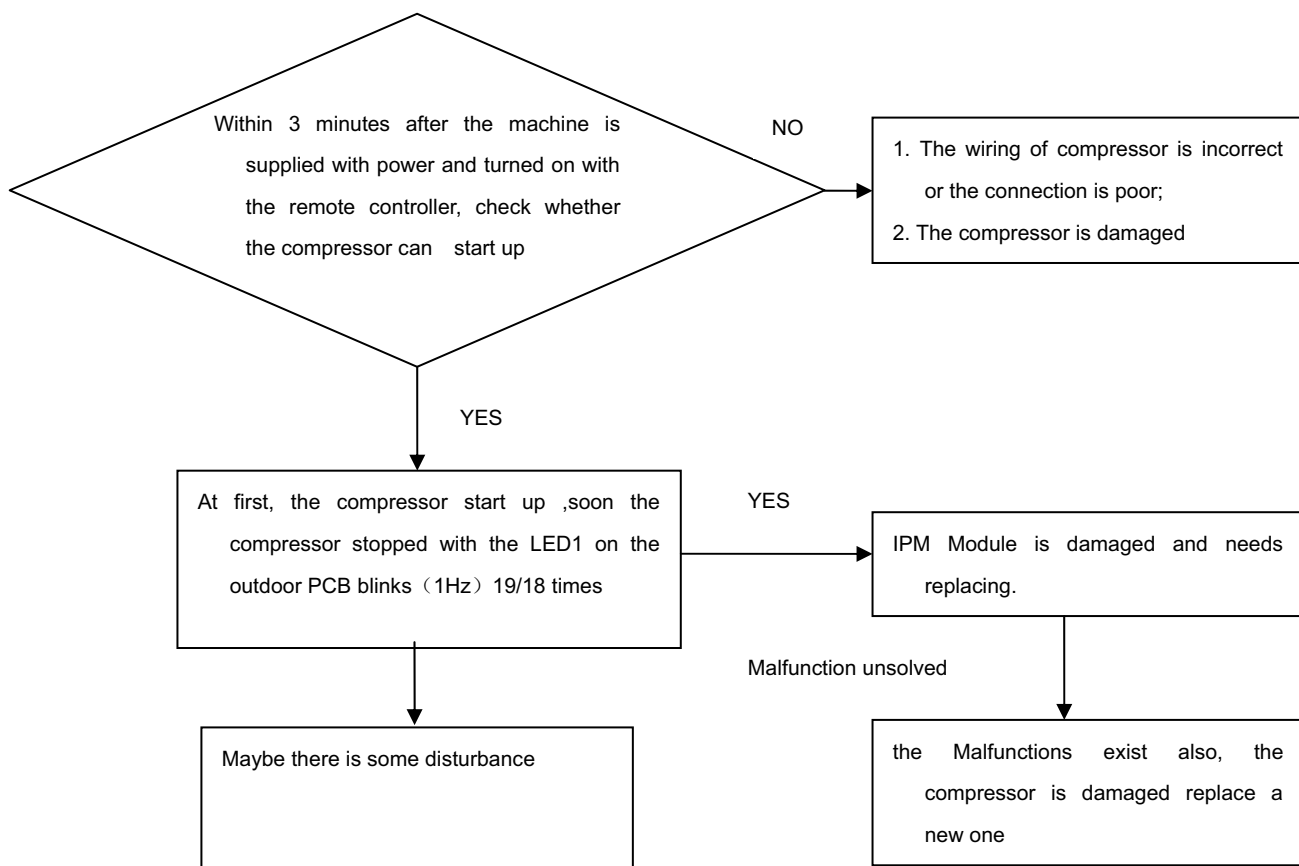 Within 3 minutes after the machine is
supplied with power and turned on with
the remote controller, check whether
the compressor can start up
NO
1. The wiring of compressor is incorrect
or the connection is poor;
2. The compressor is damaged
YES
At first, the compressor start up ,soon the
compressor stopped with the LED1 on the
outdoor PCB blinks（1Hz）19/18 times
YES
IPM Module is damaged and needs
replacing.
Malfunction unsolved
Maybe there is some disturbance
the Malfunctions exist also, the
compressor is damaged replace a
new one